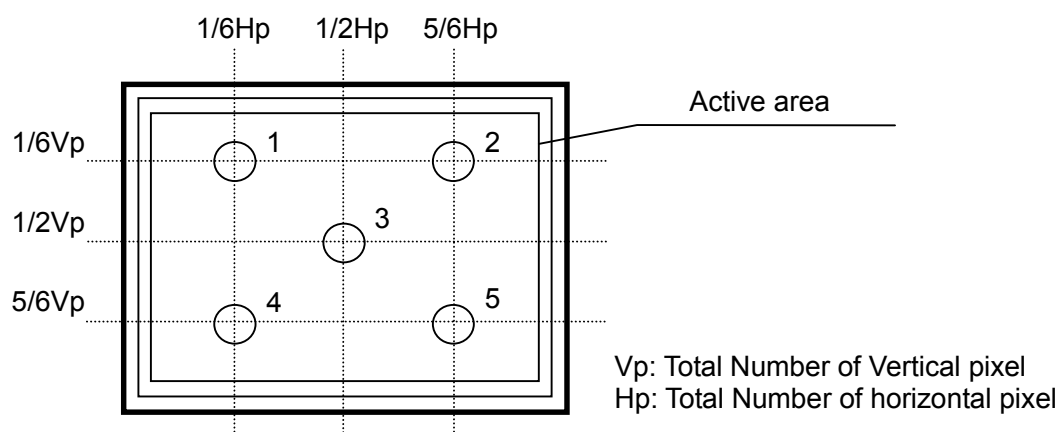 1/6Hp 1/2Hp 5/6Hp
Active area
1/6Vp 1 2
1/2Vp 3
5/6Vp 4 5
Vp: Total Number of Vertical pixel
Hp: Total Number of horizontal pixel